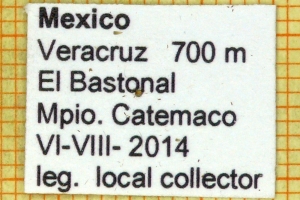 Mexico
Veracruz 700 m
El Bastonal
Mpio. Catemaco
VI-VIII- 2014
leg. local collector